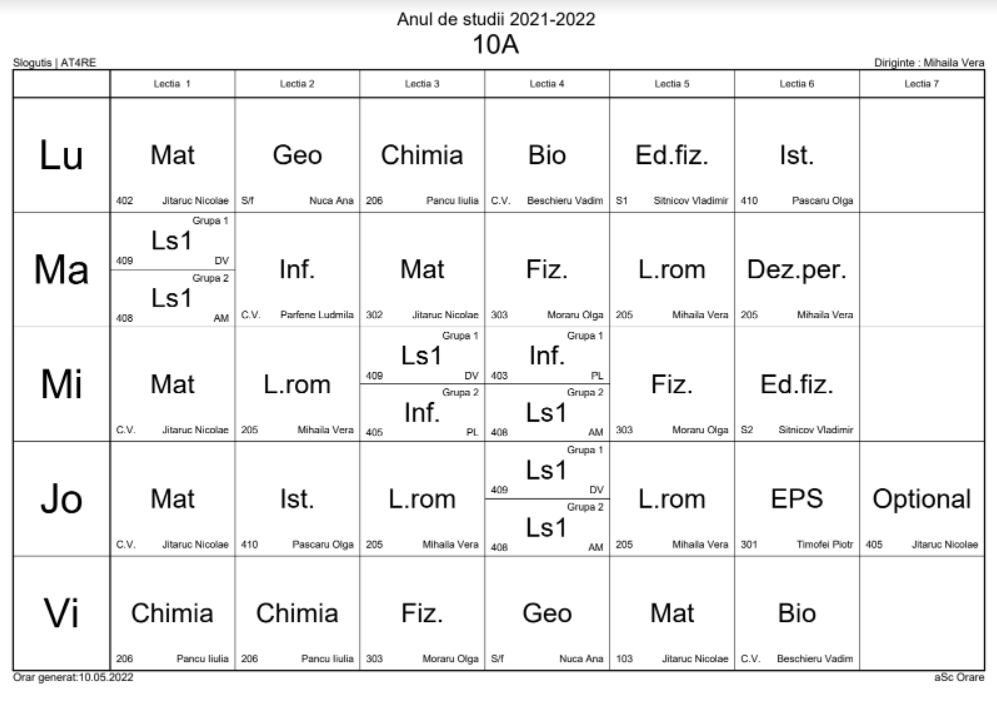 Anul de studii 2021-2022
10A
Slogutis | AT4RE Diriginte : Mihaila Vera
Lectia 1 Lectia 2 Lectia 3 Lectia 4 Lectia 5 Lectia 6 Lectia 7
Lu
Mat
402 Jitaruc Nicolae
Geo
S/f Nuca Ana
Chimia
206 Pancu Iiulia
Bio
C.V. Beschieru Vadim
Ed.fiz.
S1 Sitnicov Vladimir
Ist.
410 Pascaru Olga
Ma
Grupa 1
Ls1
409 DV
Grupa 2
Ls1
408 AM
Inf.
C.V. Parfene Ludmila
Mat
302 Jitaruc Nicolae
Fiz.
303 Moraru Olga
L.rom
205 Mihaila Vera
Dez.per.
205 Mihaila Vera
Mi
Mat
C.V. Jitaruc Nicolae
L.rom
205 Mihaila Vera
Grupa 1
Ls1
409 DV
Grupa 2
Inf.
405 PL
Grupa 1
Inf.
403 PL
Grupa 2
Ls1
408 AM
Fiz.
303 Moraru Olga
Ed.fiz.
S2 Sitnicov Vladimir
Jo
Mat
C.V. Jitaruc Nicolae
Ist.
410 Pascaru Olga
L.rom
205 Mihaila Vera
Grupa 1
Ls1
409 DV
Grupa 2
Ls1
408 AM
L.rom
205 Mihaila Vera
EPS
301 Timofei Piotr
Optional
405 Jitaruc Nicolae
Vi
Chimia
206 Pancu Iiulia
Chimia
206 Pancu Iiulia
Fiz.
303 Moraru Olga
Geo
S/f Nuca Ana
Mat
103 Jitaruc Nicolae
Bio
C.V. Beschieru Vadim
Orar generat:10.05.2022 aSc Orare